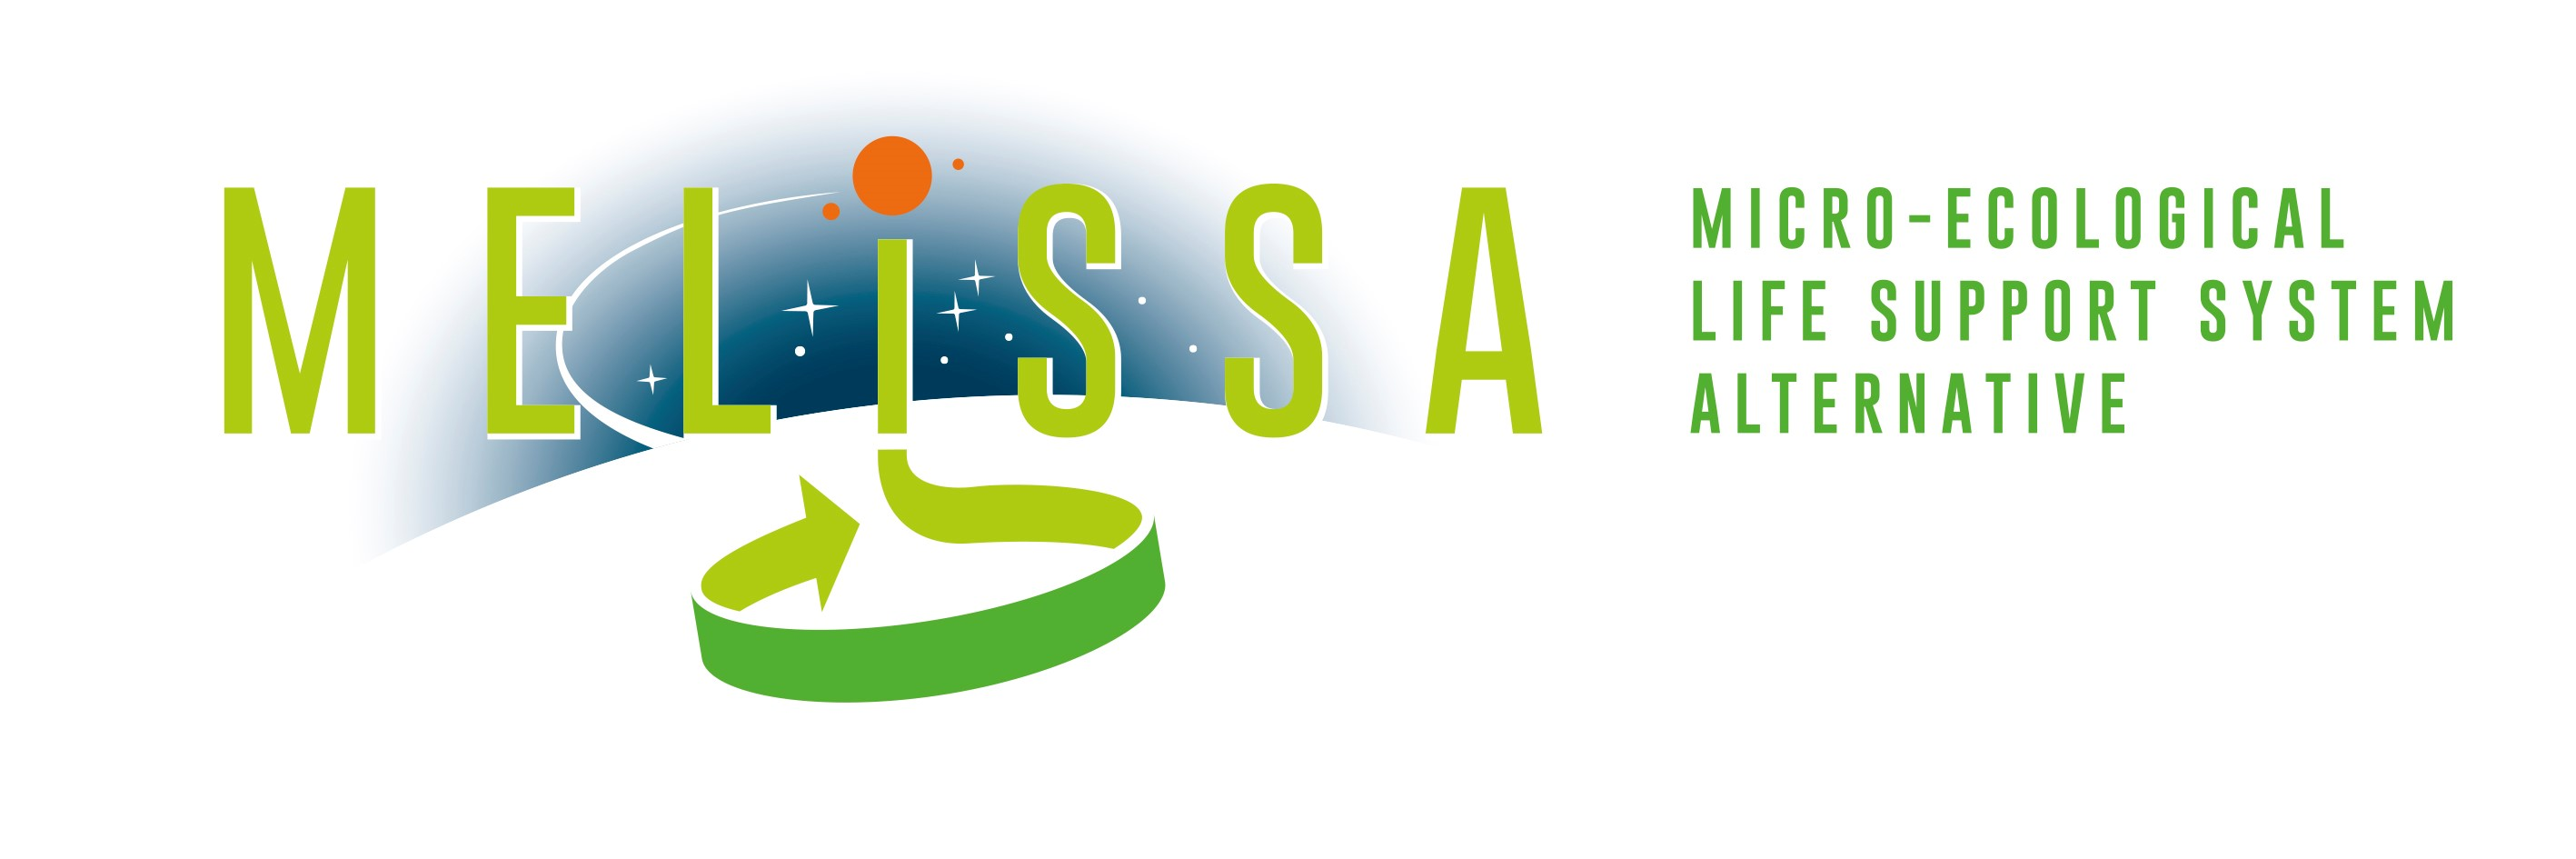 MELiSSA
MICRO-ECOLOGICAL
LIFE SUPPORT SYSTEM
ALTERNATIVE